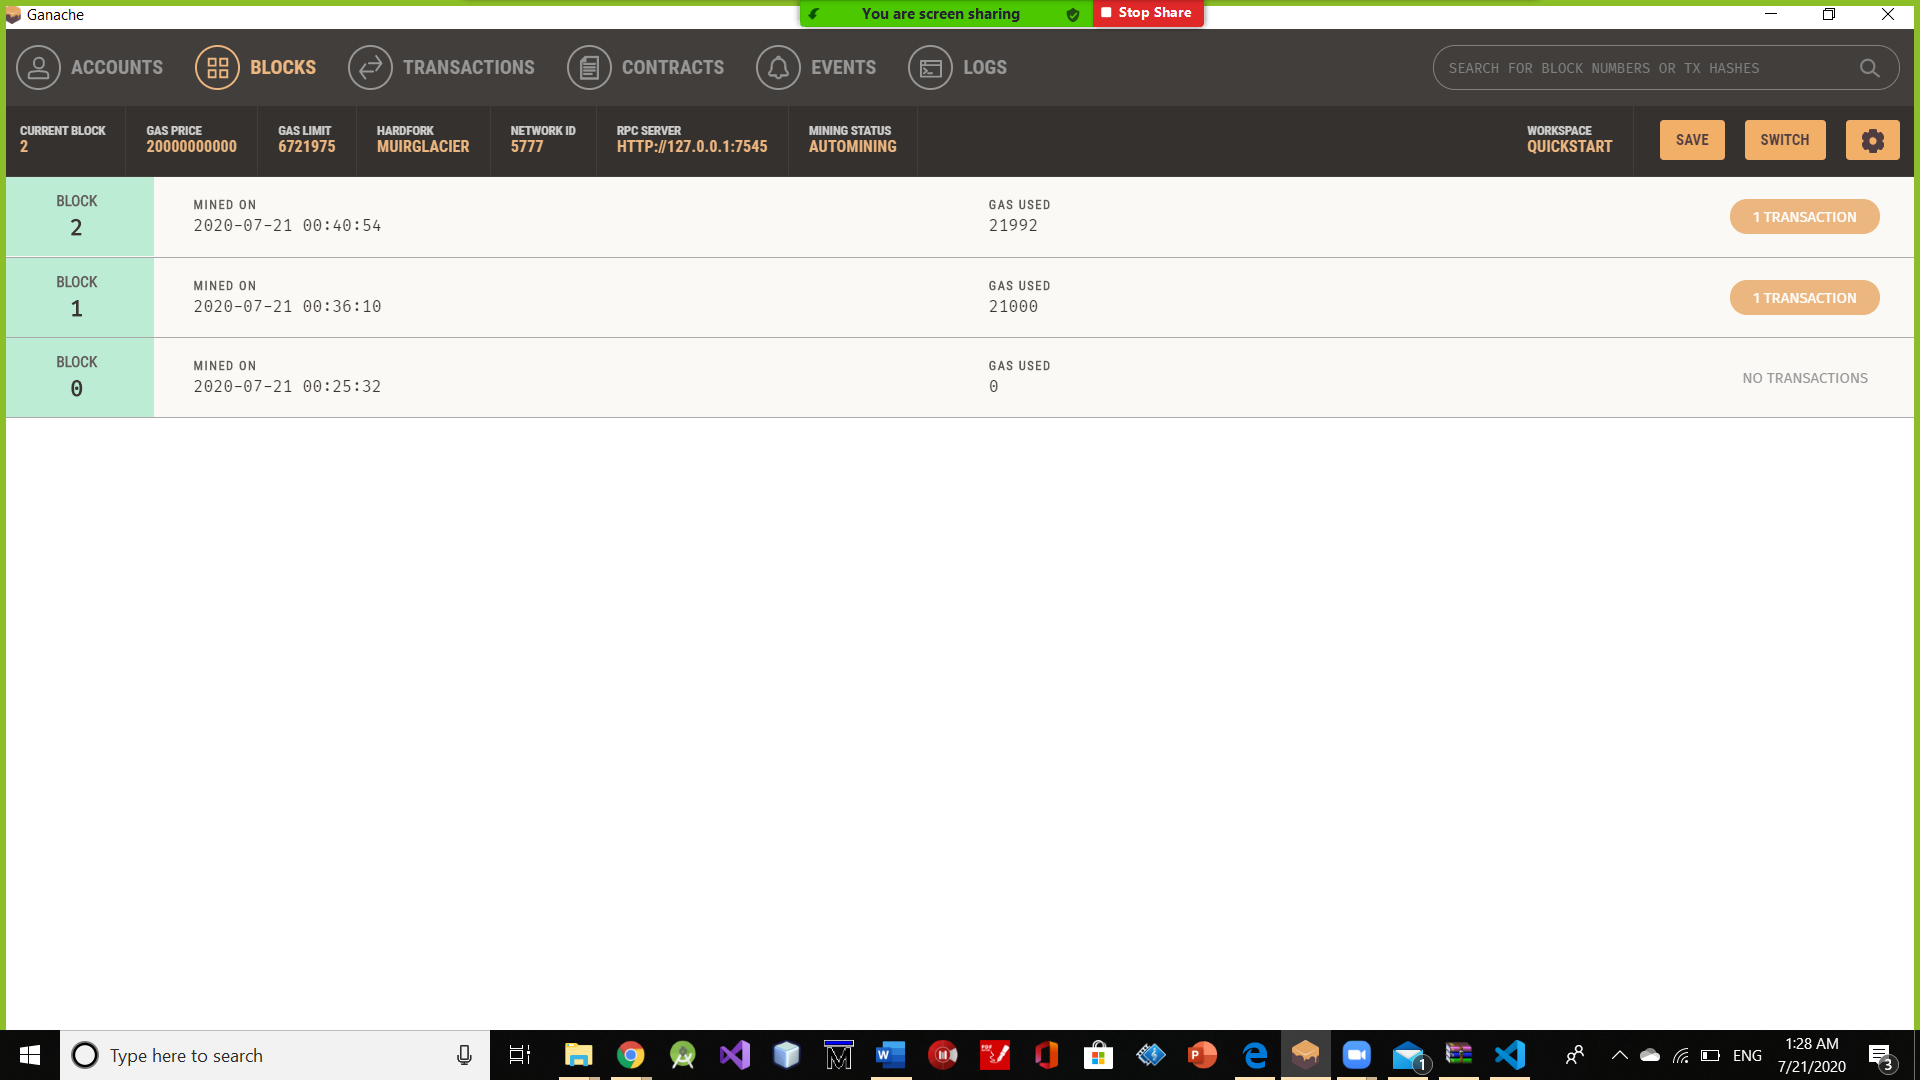 Ganache
You are screen sharing
Stop Share
ACCOUNTS
BLOCKS
TRANSACTIONS
CONTRACTS
EVENTS
LOGS
SEARCH FOR BLOCK NUMBERS OR TX HASHES
CURRENT BLOCK
2
GAS PRICE
20000000000
GAS LIMIT
6721975
HARDFORK
MUIRGLACIER
NETWORK ID
5777
RPC SERVER
HTTP://127.0.0.1:7545
MINING STATUS
AUTOMINING
WORKSPACE
QUICKSTART
SAVE
SWITCH
BLOCK
2
MINED ON
2020-07-21 00:40:54
GAS USED
21992
1 TRANSACTION
BLOCK
1
MINED ON
2020-07-21 00:36:10
GAS USED
21000
1 TRANSACTION
BLOCK
0
MINED ON
2020-07-21 00:25:32
GAS USED
0
NO TRANSACTIONS
Type here to search
1
ENG
1:28 AM
7/21/2020
3